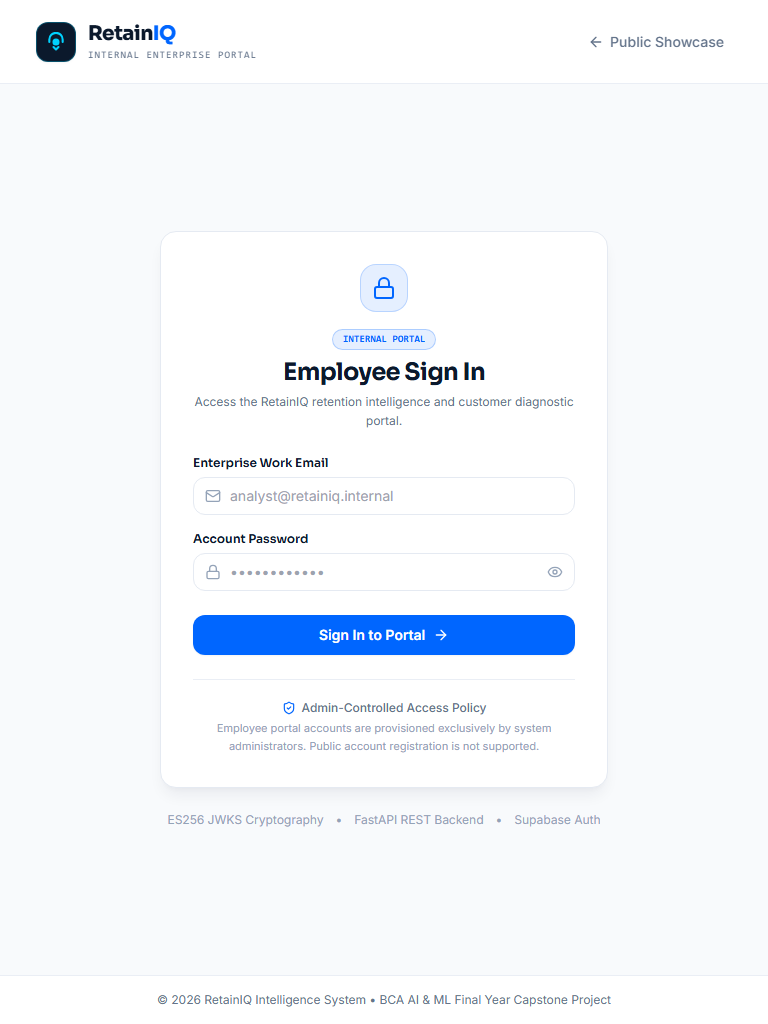 RetainIQ
INTERNAL ENTERPRISE PORTAL
Public Showcase
INTERNAL PORTAL
Employee Sign In
Access the RetainIQ retention intelligence and customer diagnostic
portal.
Enterprise Work Email
analyst@retainiq.internal
Account Password
••••••••••••
Sign In to Portal
Admin-Controlled Access Policy
Employee portal accounts are provisioned exclusively by system
administrators. Public account registration is not supported.
ES256 JWKS Cryptography • FastAPI REST Backend • Supabase Auth
© 2026 RetainIQ Intelligence System • BCA AI & ML Final Year Capstone Project